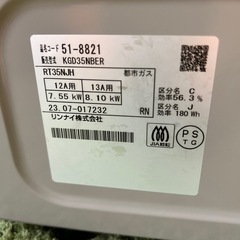 品名コード 51-8821
販売型式 KGD35NBER
RT35NJH 都市ガス
12A用 13A用
7.55 kW 8.10 kW
区分名 C
効率56.3 %
区分名 J
効率 180 Wh
23.07-017232 RN
リンナイ株式会社
JIA
PS
TG